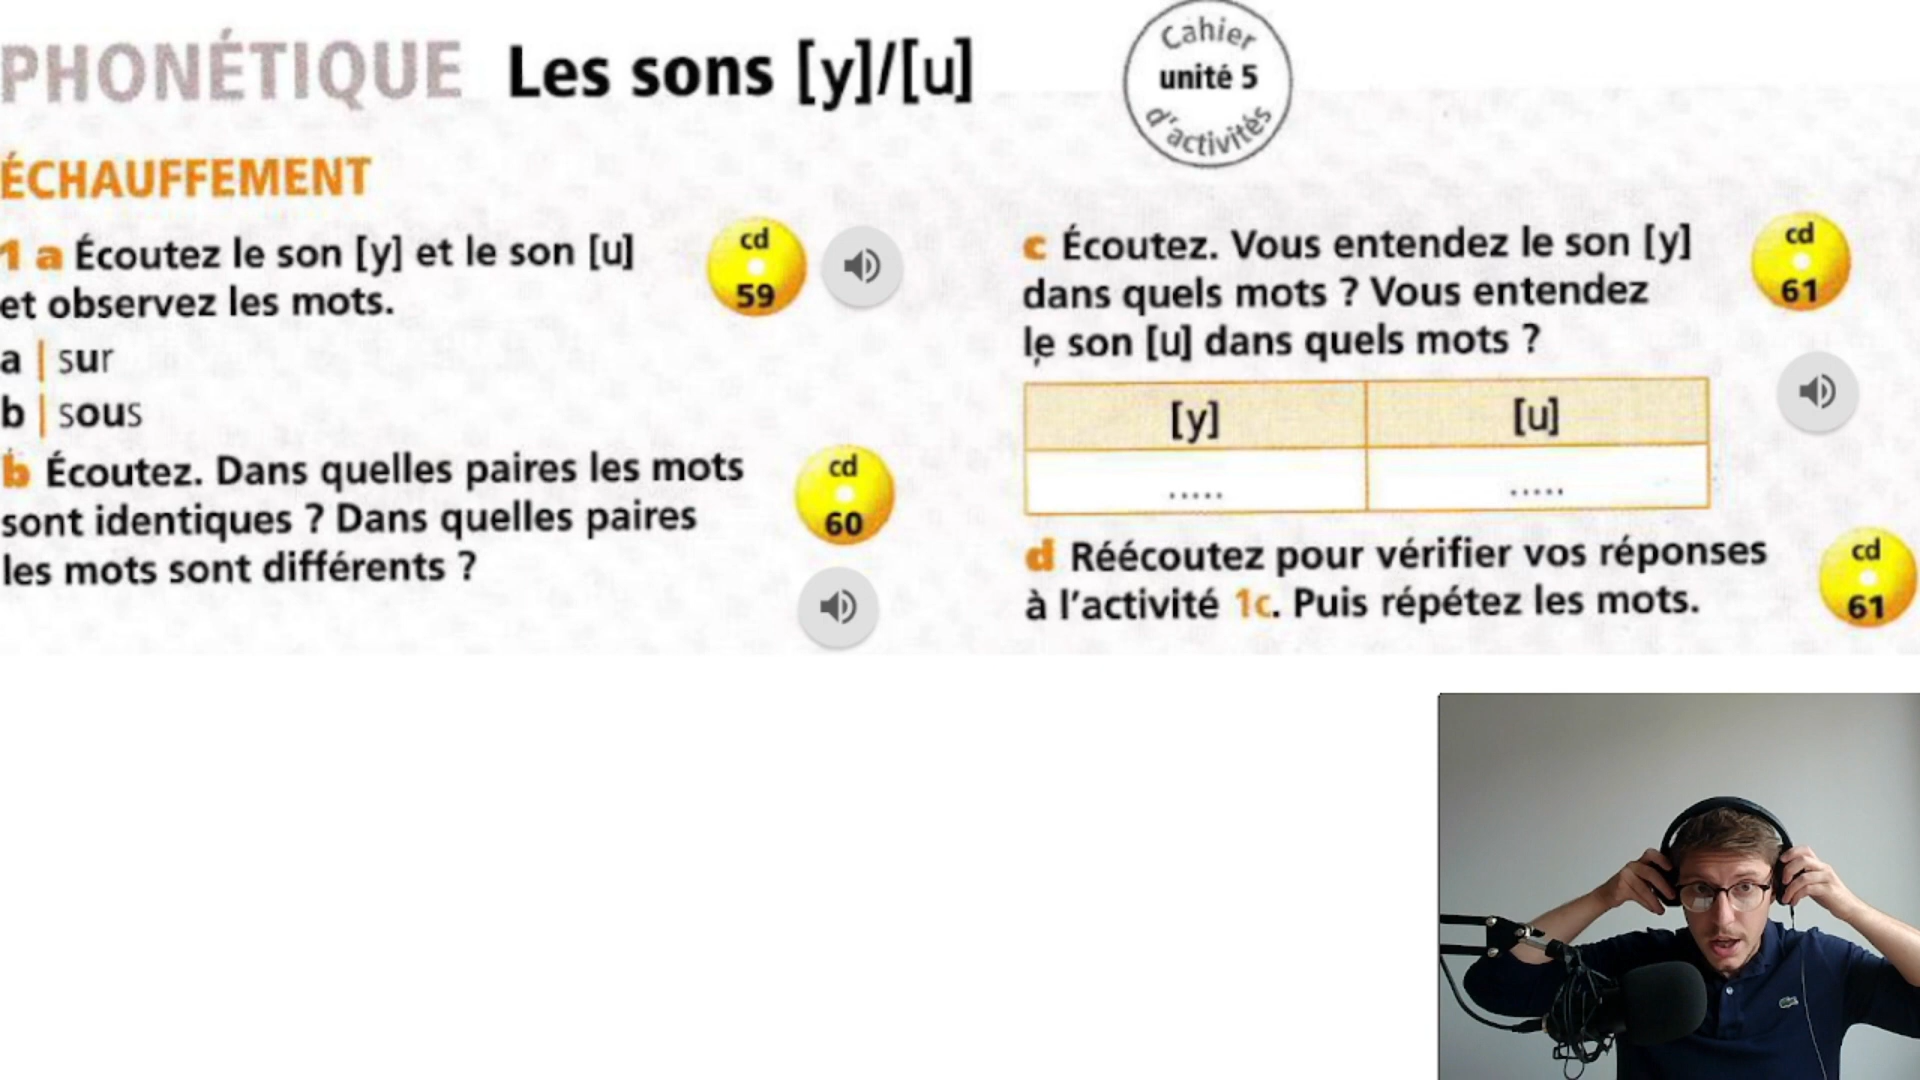 PHONÉTIQUE Les sons [y]/[u]
Cahier
unité 5
d'activités
ÉCHAUFFEMENT
1 a Écoutez le son [y] et le son [u]
et observez les mots.
cd
59
a | sur
b | sous
b Écoutez. Dans quelles paires les mots
sont identiques ? Dans quelles paires
les mots sont différents ?
cd
60
c Écoutez. Vous entendez le son [y]
dans quels mots ? Vous entendez
le son [u] dans quels mots ?
cd
61
[y] [u]
..... .....
d Réécoutez pour vérifier vos réponses
à l'activité 1c. Puis répétez les mots.
cd
61